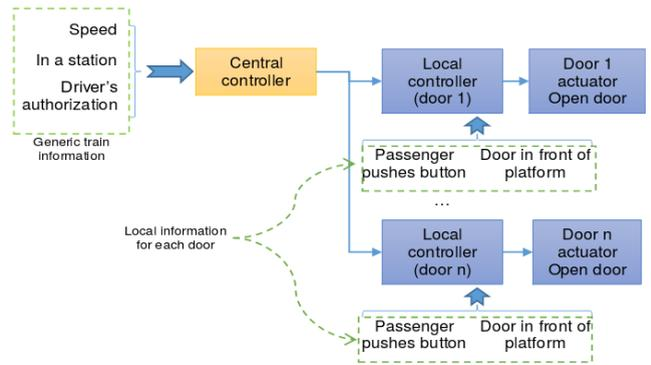 Speed
In a station
Driver's
authorization
Generic train
information
Central
controller
Local
controller
(door 1)
Door 1
actuator
Open door
Passenger
pushes button
Door in front of
platform
...
Local information
for each door
Local
controller
(door n)
Door n
actuator
Open door
Passenger
pushes button
Door in front of
platform